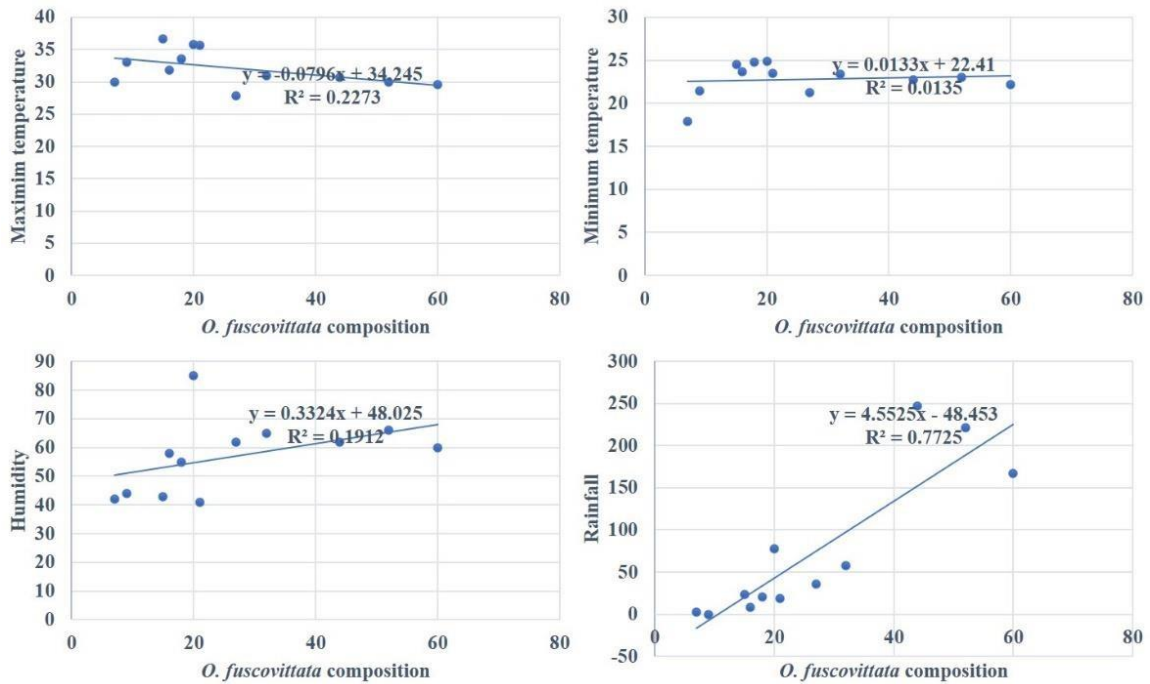 40
35
30
25
20
15
10
5
0
Maximim temperature
y = -0.0796x + 34.245
R² = 0.2273
0 20 40 60 80
O. fuscovittata composition
30
25
20
15
10
5
0
Minimum temperature
y = 0.0133x + 22.41
R² = 0.0135
0 20 40 60 80
O. fuscovittata composition
90
80
70
60
50
40
30
20
10
0
Humidity
y = 0.3324x + 48.025
R² = 0.1912
0 20 40 60 80
O. fuscovittata composition
300
250
200
150
100
50
0
-50
Rainfall
y = 4.5525x - 48.453
R² = 0.7725
0 20 40 60 80
O. fuscovittata composition